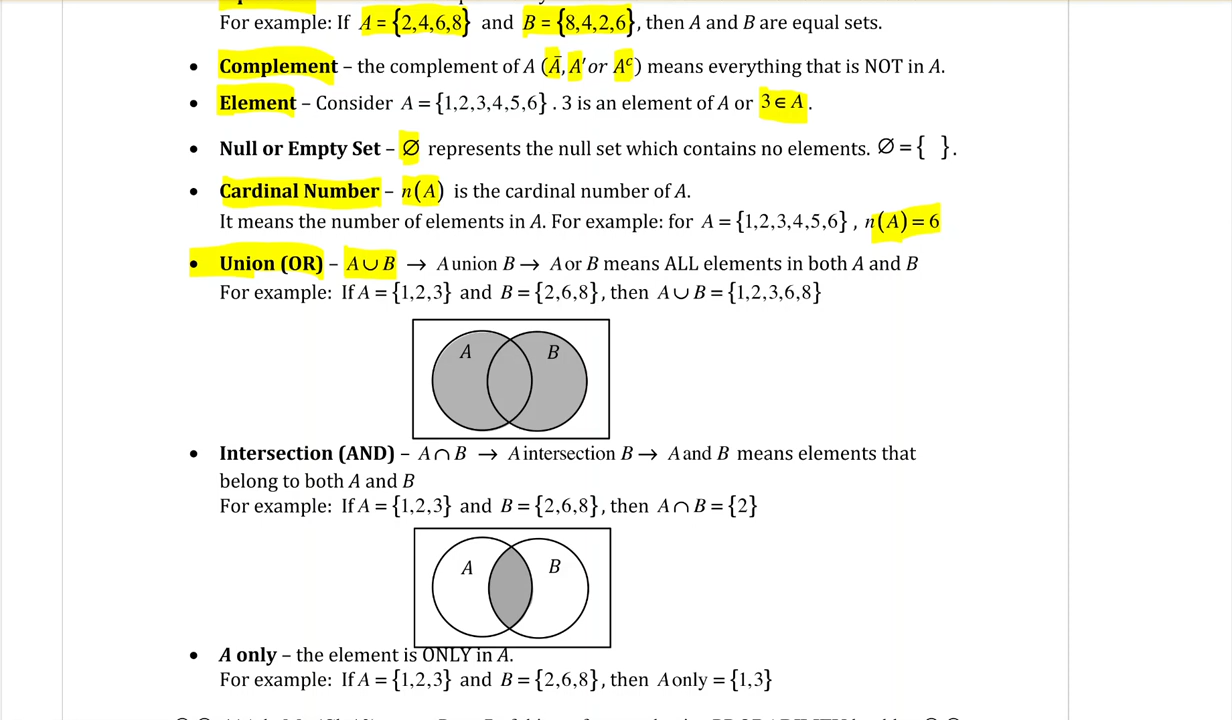 For example: If A = {2,4,6,8} and B = {8,4,2,6}, then A and B are equal sets.
• Complement – the complement of A (Ā, A′ or Aᶜ) means everything that is NOT in A.
• Element – Consider A = {1,2,3,4,5,6} . 3 is an element of A or 3 ∈ A .
• Null or Empty Set – ∅ represents the null set which contains no elements. ∅ = { }.
• Cardinal Number – n(A) is the cardinal number of A.
It means the number of elements in A. For example: for A = {1,2,3,4,5,6} , n(A) = 6
• Union (OR) – A ∪ B → A union B → A or B means ALL elements in both A and B
For example: If A = {1,2,3} and B = {2,6,8}, then A ∪ B = {1,2,3,6,8}
A B
• Intersection (AND) – A ∩ B → A intersection B → A and B means elements that
belong to both A and B
For example: If A = {1,2,3} and B = {2,6,8}, then A ∩ B = {2}
A B
• A only – the element is ONLY in A.
For example: If A = {1,2,3} and B = {2,6,8}, then A only = {1,3}